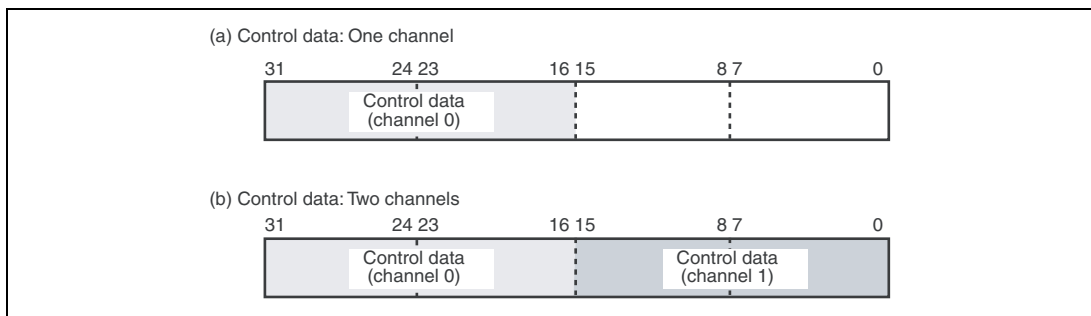 (a) Control data: One channel
31 24 23 16 15 8 7 0
Control data
(channel 0)
(b) Control data: Two channels
31 24 23 16 15 8 7 0
Control data Control data
(channel 0) (channel 1)